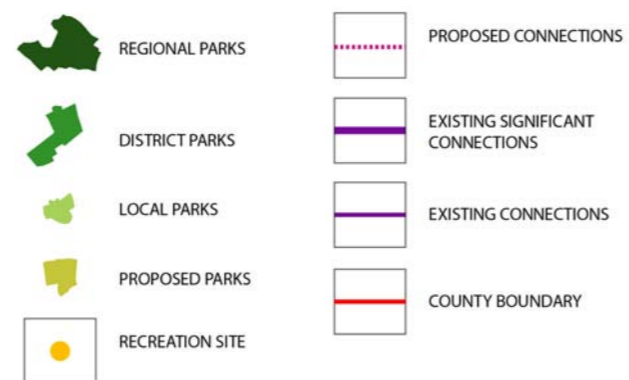 REGIONAL PARKS
DISTRICT PARKS
LOCAL PARKS
PROPOSED PARKS
RECREATION SITE
PROPOSED CONNECTIONS
EXISTING SIGNIFICANT
CONNECTIONS
EXISTING CONNECTIONS
COUNTY BOUNDARY